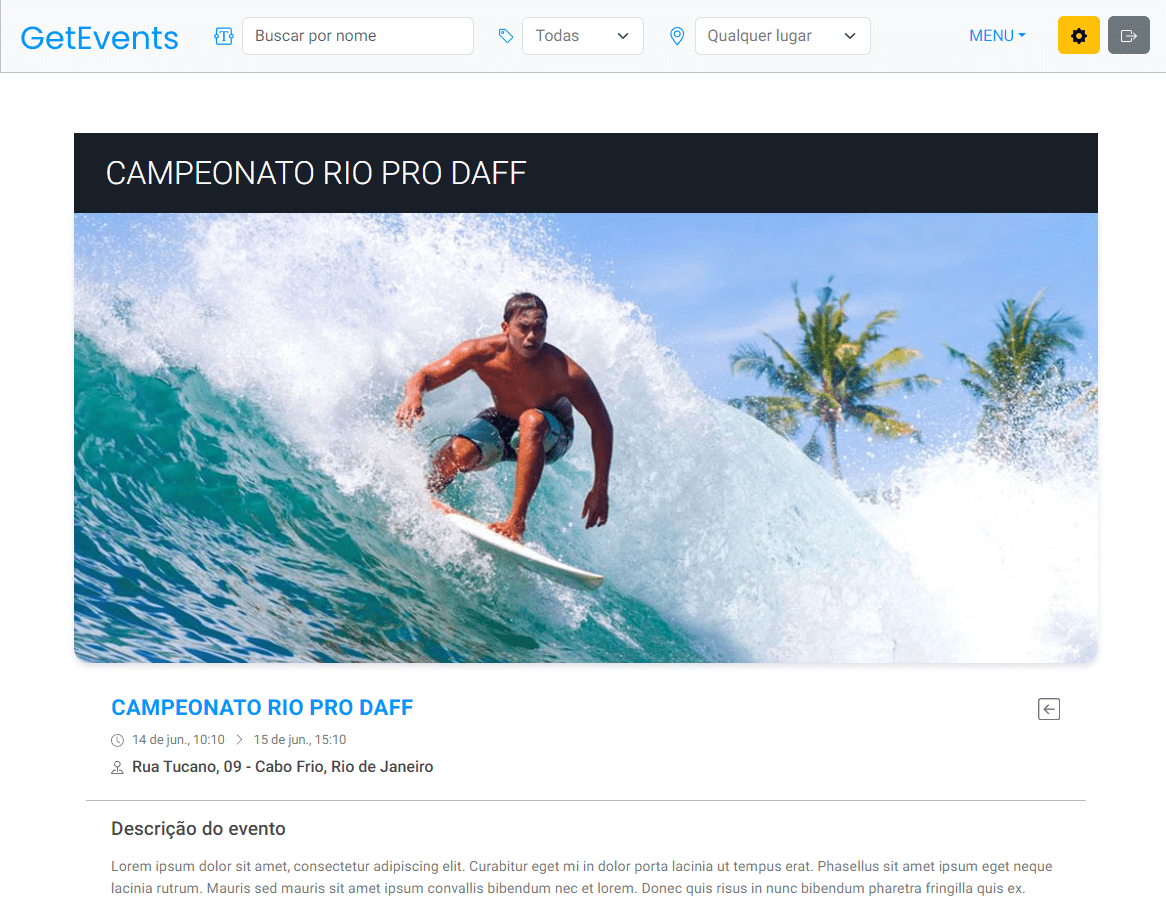 GetEvents T Buscar por nome Todas Qualquer lugar MENU
CAMPEONATO RIO PRO DAFF
CAMPEONATO RIO PRO DAFF
14 de jun., 10:10 > 15 de jun., 15:10
Rua Tucano, 09 - Cabo Frio, Rio de Janeiro
Descrição do evento
Lorem ipsum dolor sit amet, consectetur adipiscing elit. Curabitur eget mi in dolor porta lacinia ut tempus erat. Phasellus sit amet ipsum eget neque
lacinia rutrum. Mauris sed mauris sit amet ipsum convallis bibendum nec et lorem. Donec quis risus in nunc bibendum pharetra fringilla quis ex.